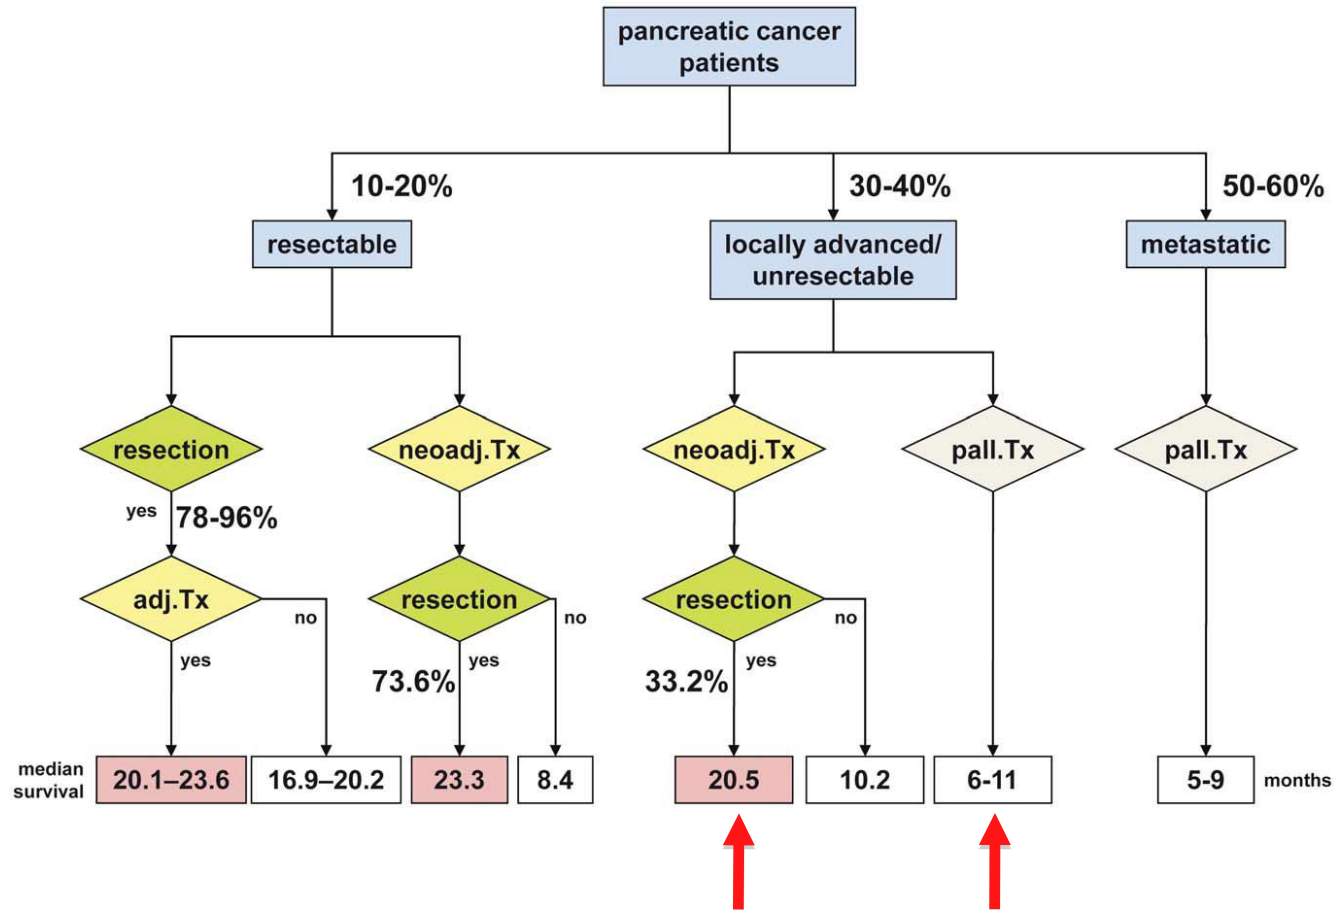 pancreatic cancer
patients
10-20%
30-40%
50-60%
resectable
locally advanced/
unresectable
metastatic
resection
neoadj.Tx
neoadj.Tx
pall.Tx
pall.Tx
yes
78-96%
adj.Tx
no
resection
no
resection
no
yes
73.6%
yes
33.2%
yes
median
survival
20.1–23.6
16.9–20.2
23.3
8.4
20.5
10.2
6-11
5-9
months